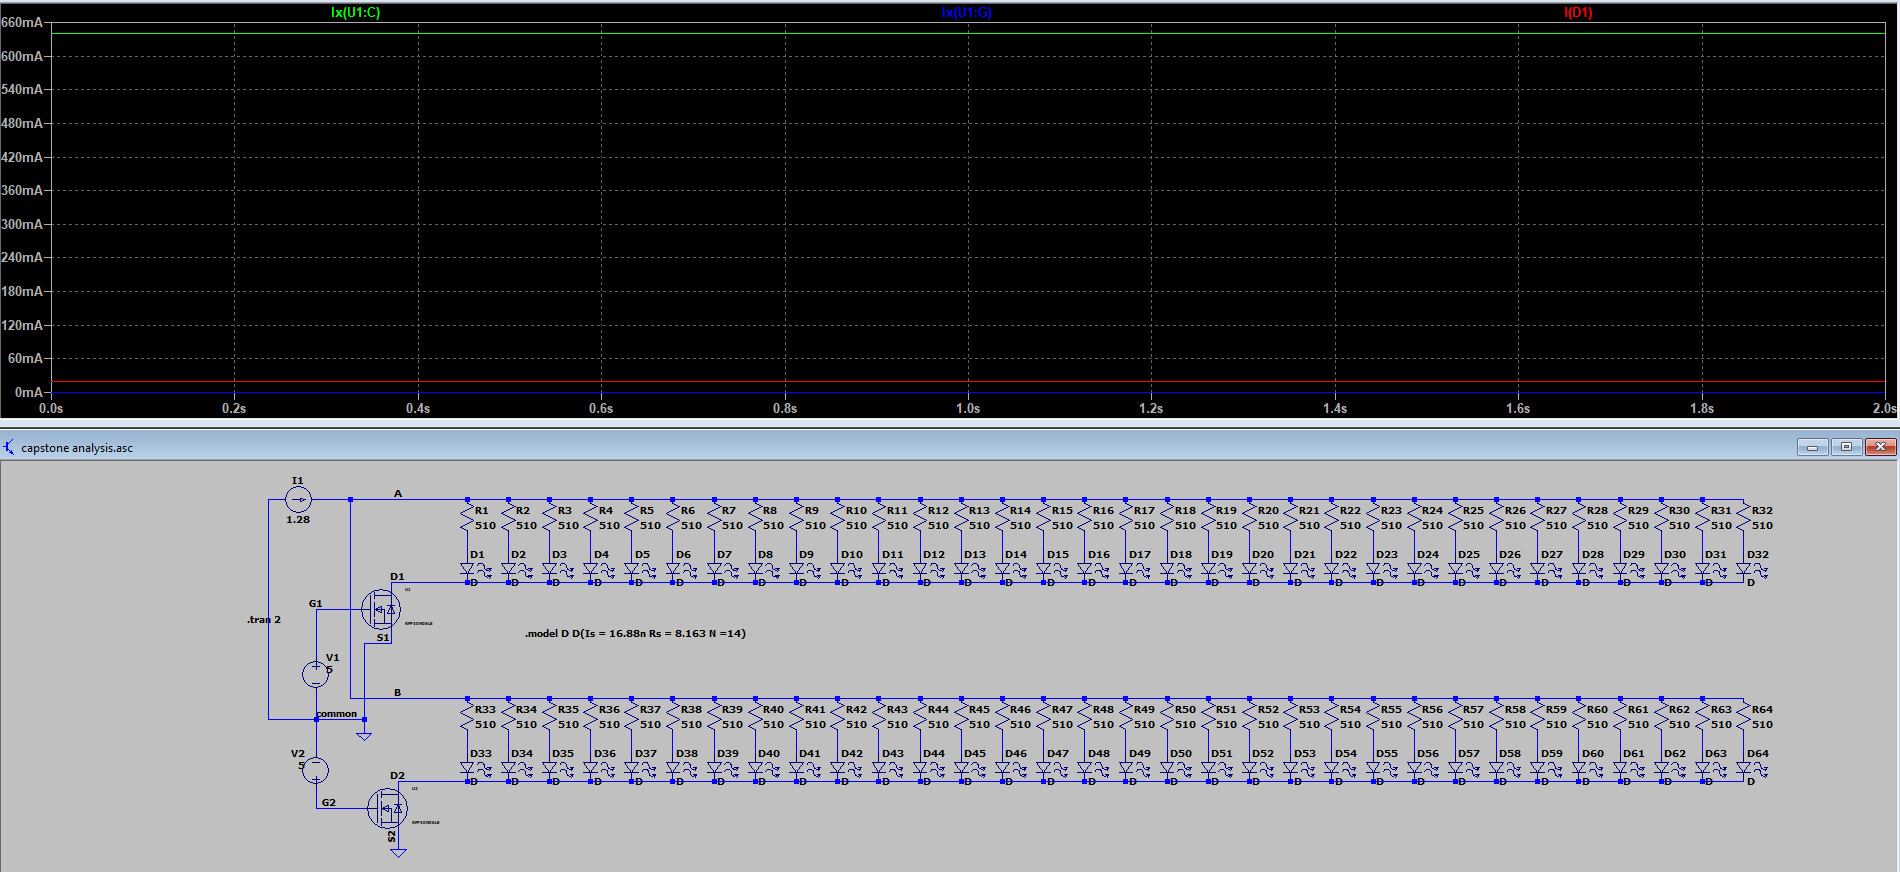 Ix(U1:C) Ix(U1:G) I(D1)
660mA
600mA
540mA
480mA
420mA
360mA
300mA
240mA
180mA
120mA
60mA
0mA
0.0s 0.2s 0.4s 0.6s 0.8s 1.0s 1.2s 1.4s 1.6s 1.8s 2.0s
capstone analysis.asc
I1
1.28
A
R1 R2 R3 R4 R5 R6 R7 R8 R9 R10 R11 R12 R13 R14 R15 R16 R17 R18 R19 R20 R21 R22 R23 R24 R25 R26 R27 R28 R29 R30 R31 R32
510 510 510 510 510 510 510 510 510 510 510 510 510 510 510 510 510 510 510 510 510 510 510 510 510 510 510 510 510 510 510 510
D1 D2 D3 D4 D5 D6 D7 D8 D9 D10 D11 D12 D13 D14 D15 D16 D17 D18 D19 D20 D21 D22 D23 D24 D25 D26 D27 D28 D29 D30 D31 D32
D1 D D D D D D D D D D D D D D D D D D D D D D D D D D D D D D D D
U1
G1
.tran 2
S1
.model D D(Is = 16.88n Rs = 8.163 N =14)
V1
5
B
common
R33 R34 R35 R36 R37 R38 R39 R40 R41 R42 R43 R44 R45 R46 R47 R48 R49 R50 R51 R52 R53 R54 R55 R56 R57 R58 R59 R60 R61 R62 R63 R64
510 510 510 510 510 510 510 510 510 510 510 510 510 510 510 510 510 510 510 510 510 510 510 510 510 510 510 510 510 510 510 510
V2
5
D33 D34 D35 D36 D37 D38 D39 D40 D41 D42 D43 D44 D45 D46 D47 D48 D49 D50 D51 D52 D53 D54 D55 D56 D57 D58 D59 D60 D61 D62 D63 D64
D2 D D D D D D D D D D D D D D D D D D D D D D D D D D D D D D D D
G2
S2